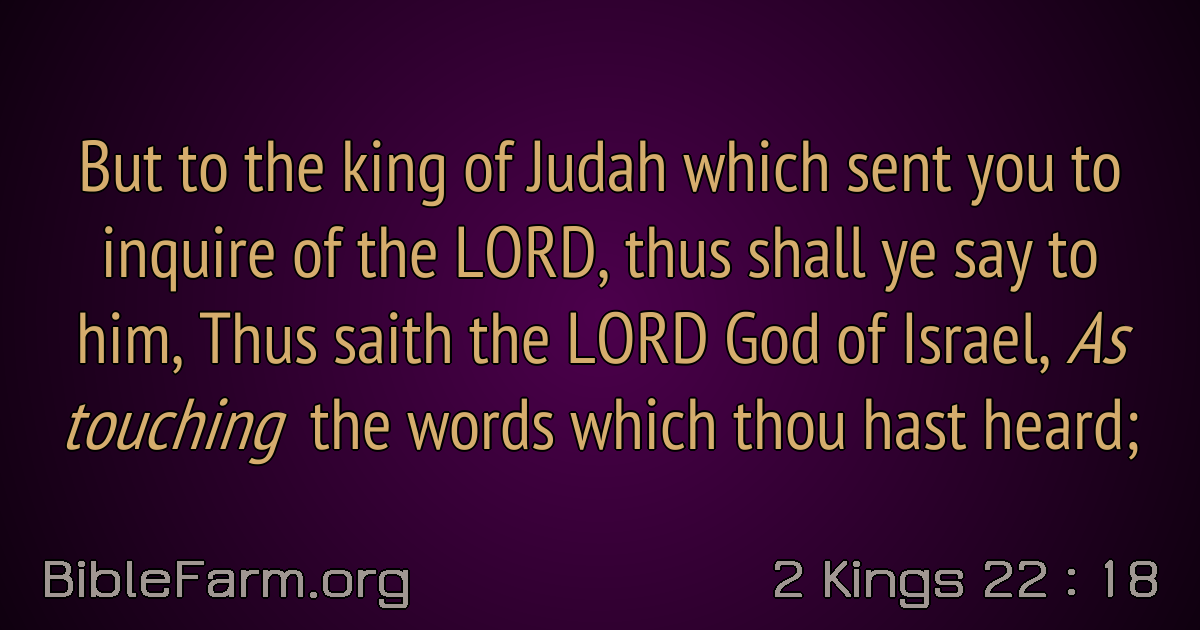 But to the king of Judah which sent you to
inquire of the LORD, thus shall ye say to
him, Thus saith the LORD God of Israel, As
touching the words which thou hast heard;
BibleFarm.org
2 Kings 22 : 18